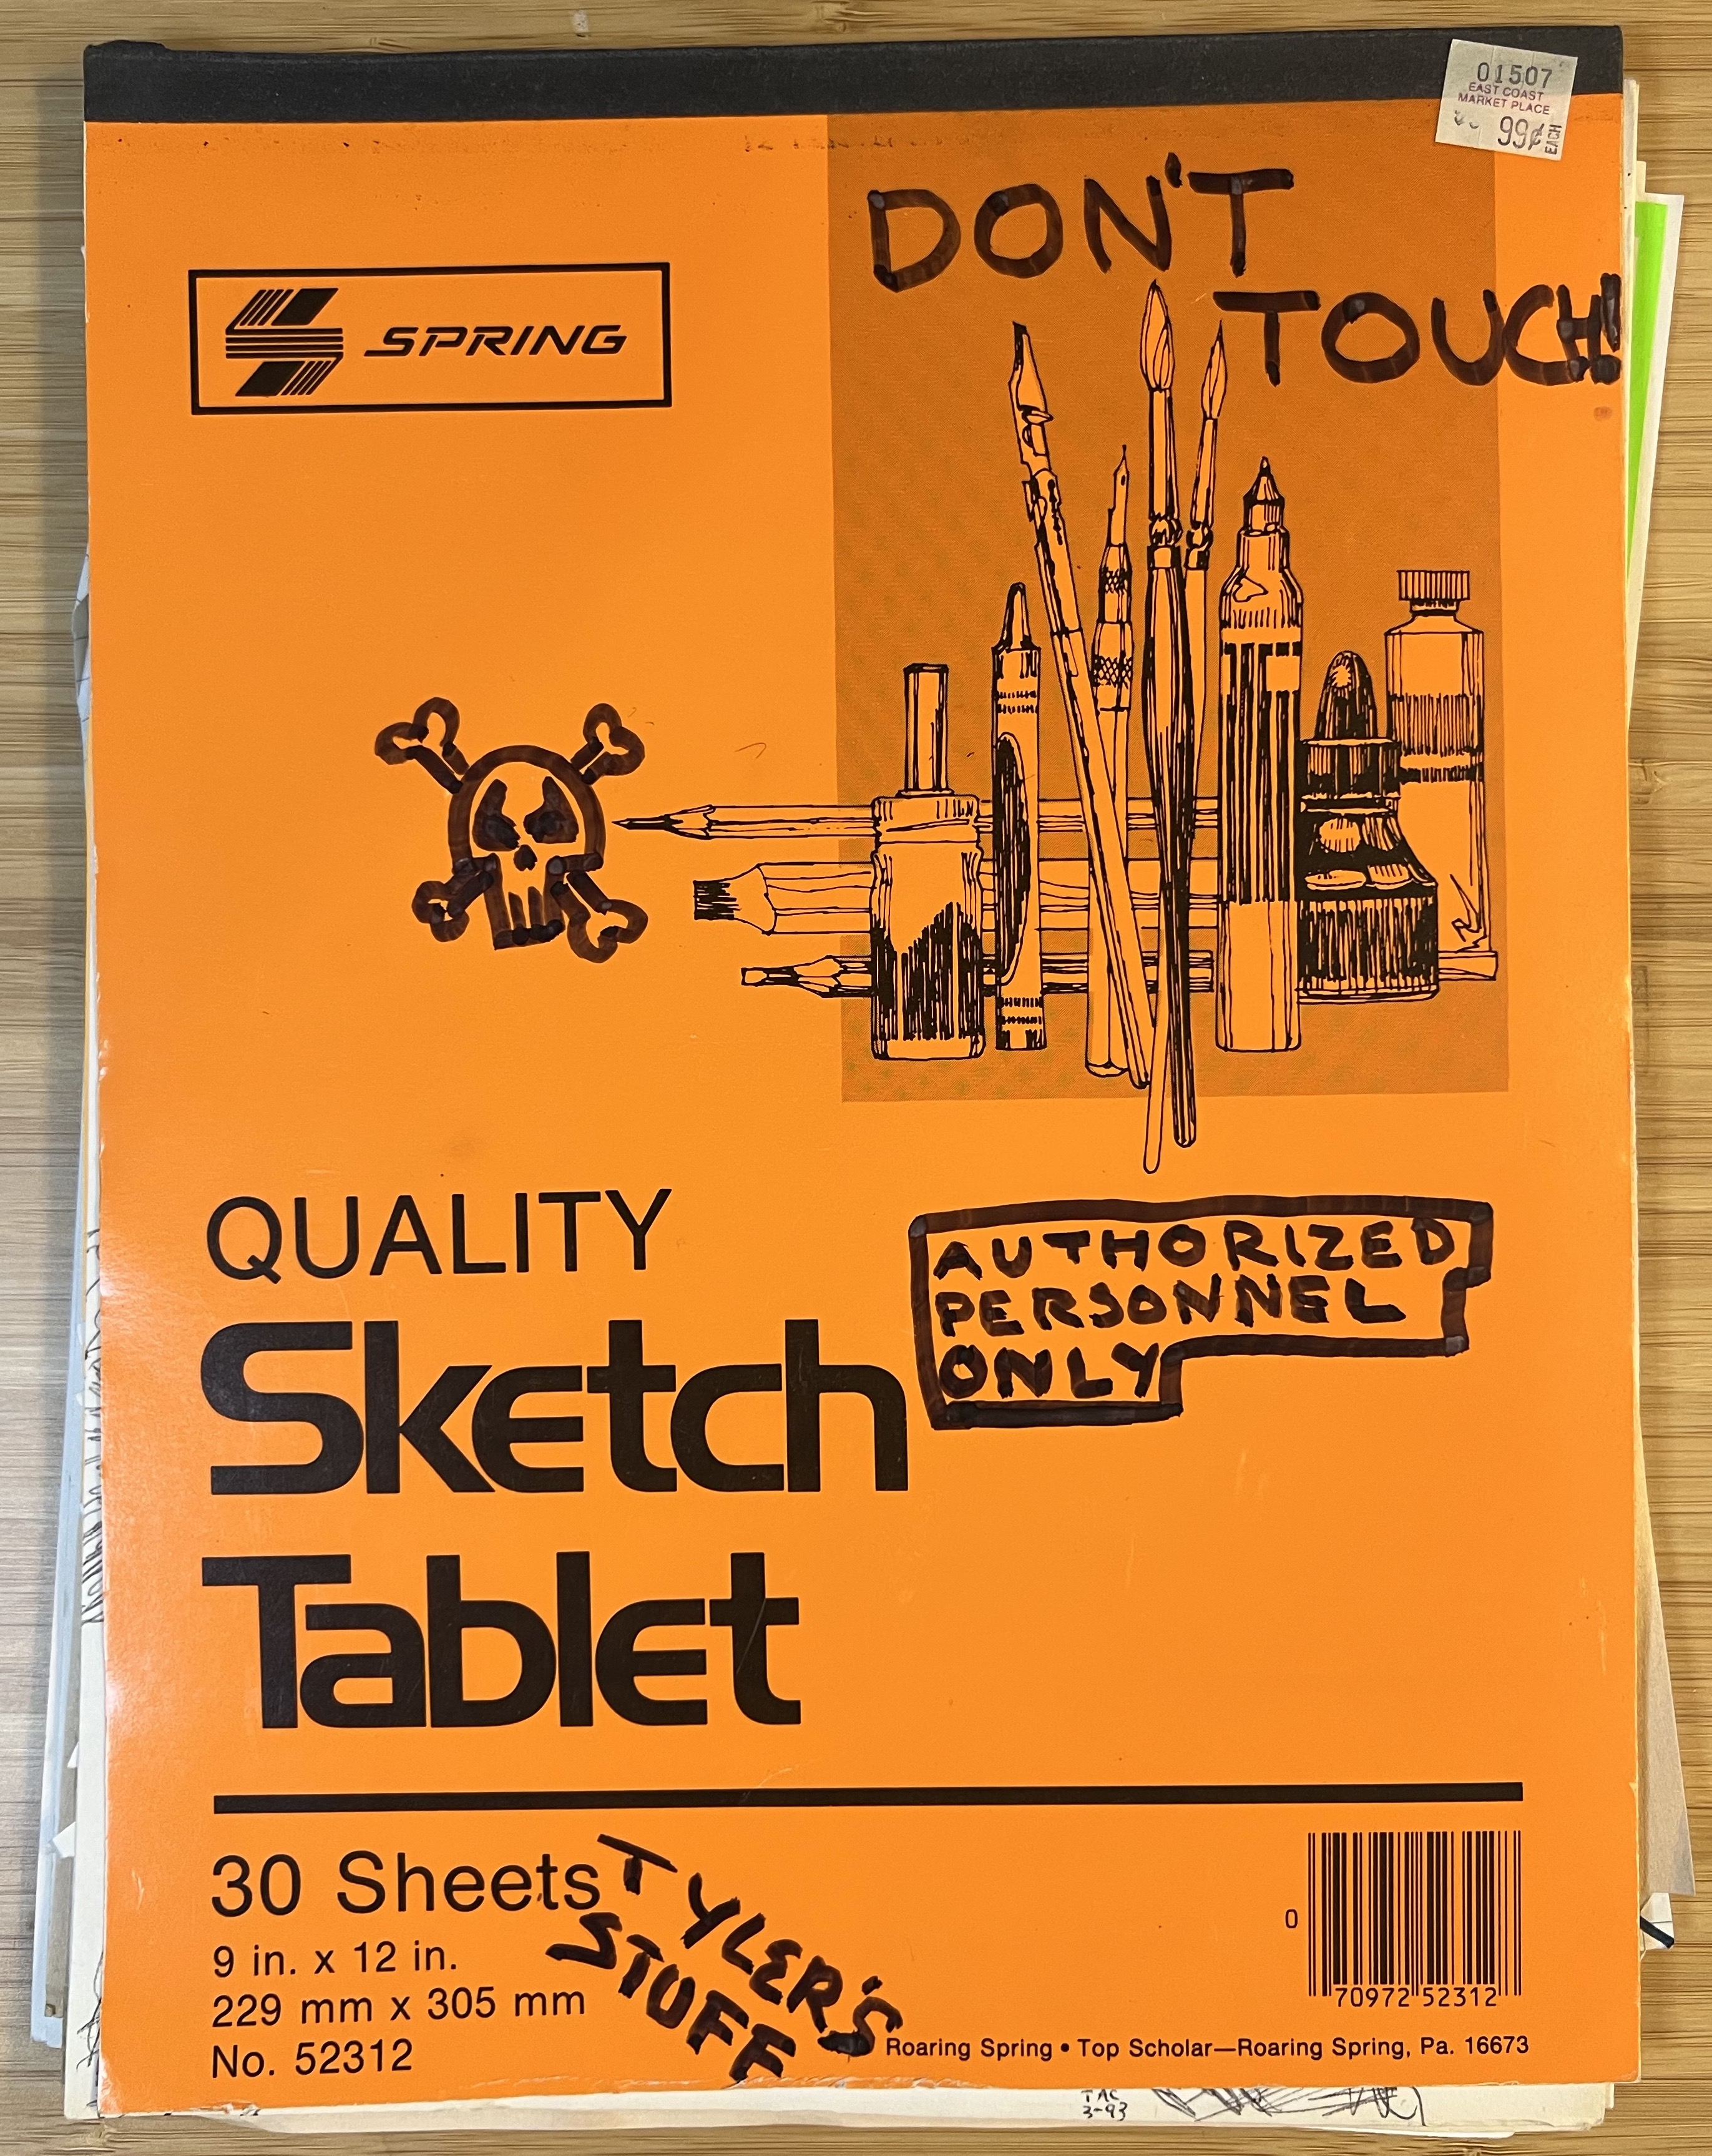 01507
EAST COAST
MARKET PLACE
99¢ EACH
DON'T
TOUCH!
SPRING
QUALITY
Sketch
Tablet
AUTHORIZED
PERSONNEL
ONLY
30 Sheets
9 in. x 12 in.
229 mm x 305 mm
No. 52312
TYLER'S
STUFF
0 70972 52312
Roaring Spring • Top Scholar—Roaring Spring, Pa. 16673
TAC
3-93